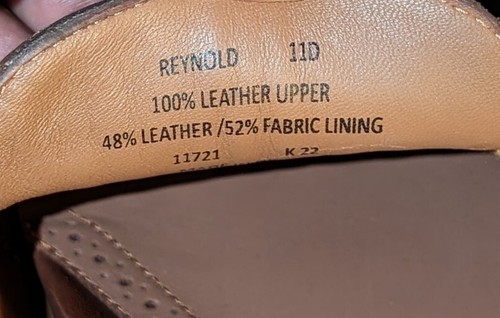 REYNOLD 11D
100% LEATHER UPPER
48% LEATHER /52% FABRIC LINING
11721 K 22